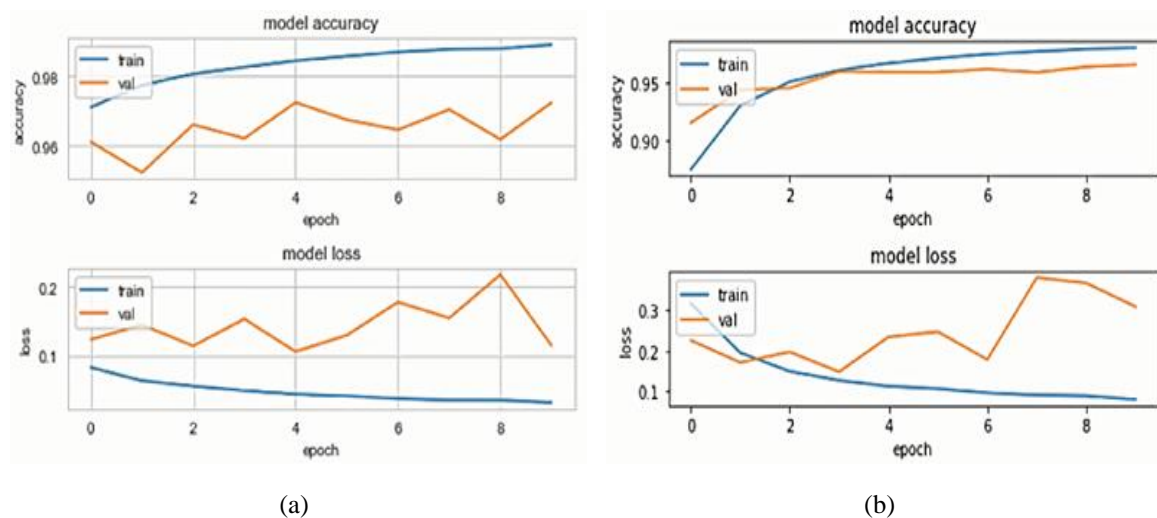 model accuracy
train
val
0.98
0.96
accuracy
0 2 4 6 8
epoch
model loss
train
val
0.2
0.1
loss
0 2 4 6 8
epoch
(a)
model accuracy
train
val
0.95
0.90
accuracy
0 2 4 6 8
epoch
model loss
train
val
0.3
0.2
0.1
loss
0 2 4 6 8
epoch
(b)